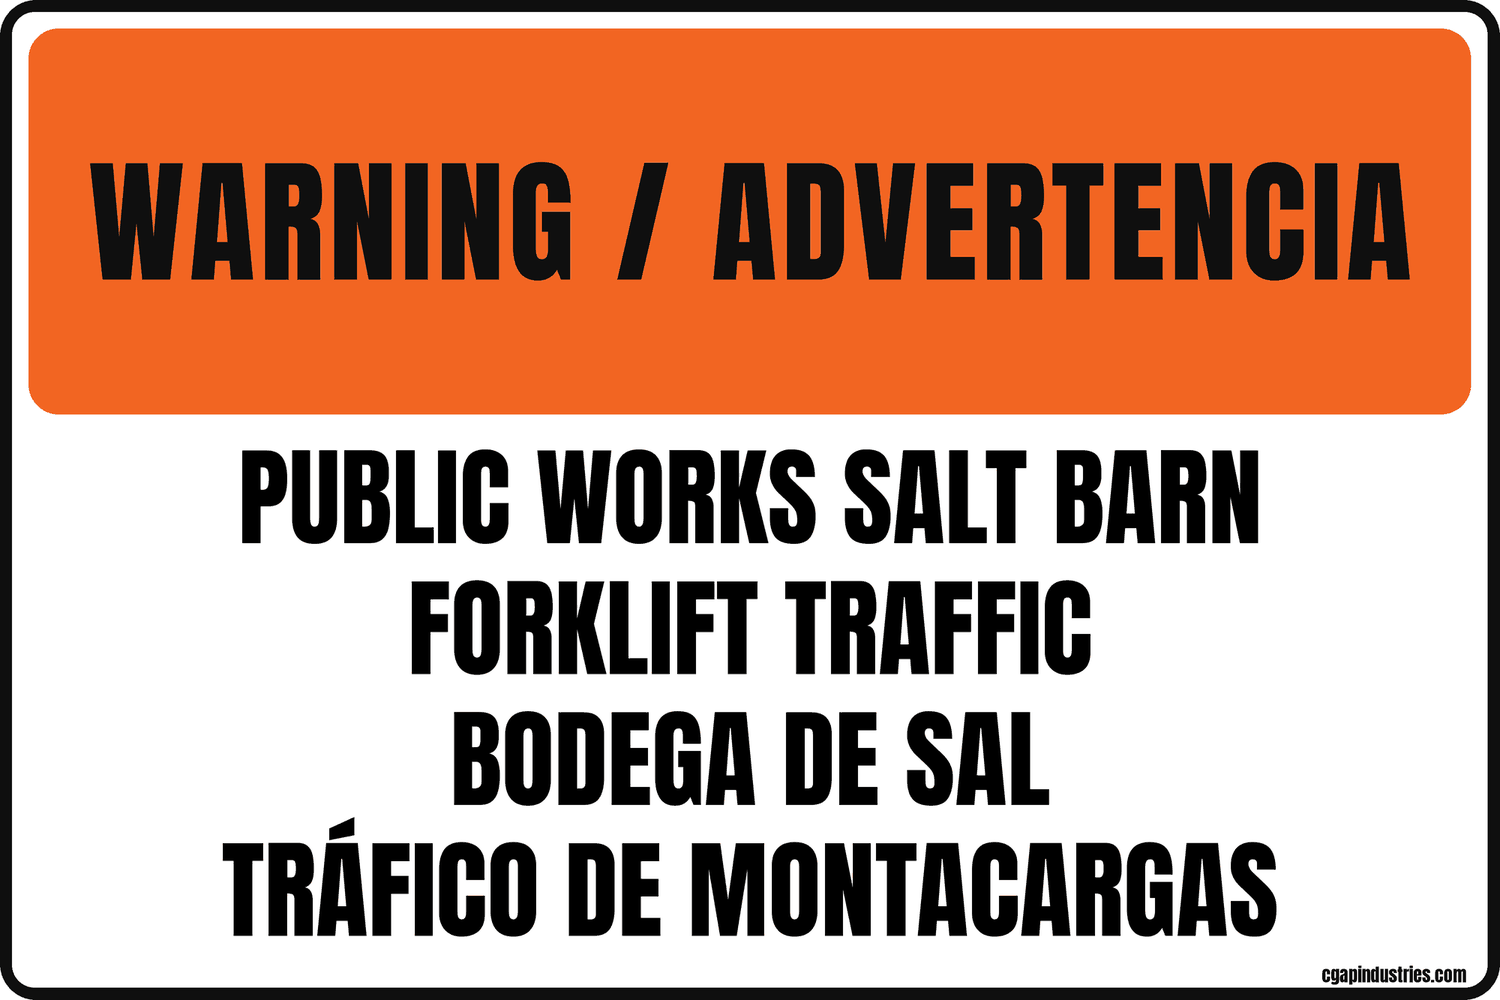 WARNING / ADVERTENCIA
PUBLIC WORKS SALT BARN
FORKLIFT TRAFFIC
BODEGA DE SAL
TRÁFICO DE MONTACARGAS
cgapindustries.com